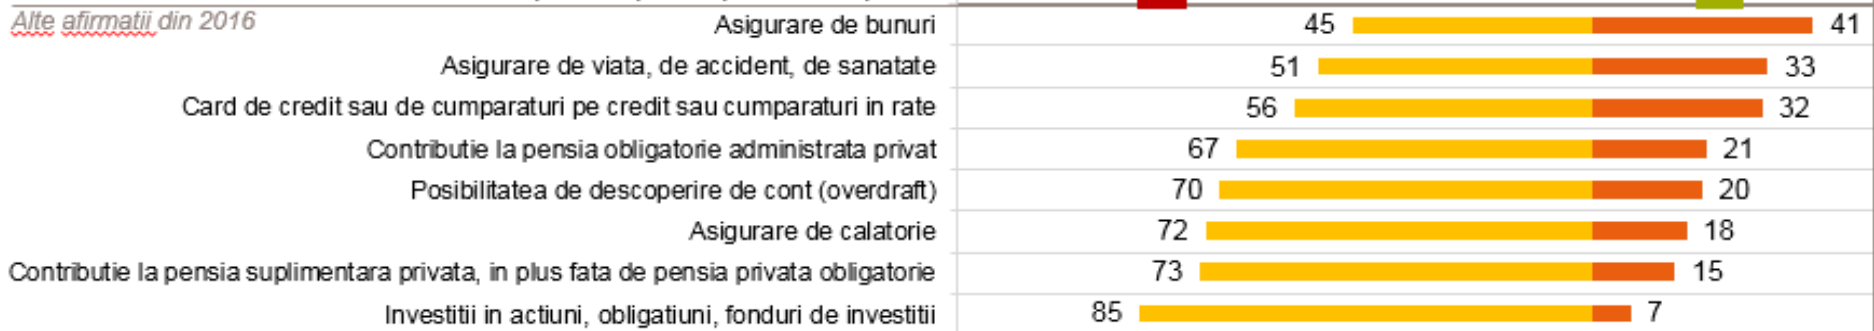 Alte afirmatii din 2016
Asigurare de bunuri 45 41
Asigurare de viata, de accident, de sanatate 51 33
Card de credit sau de cumparaturi pe credit sau cumparaturi in rate 56 32
Contributie la pensia obligatorie administrata privat 67 21
Posibilitatea de descoperire de cont (overdraft) 70 20
Asigurare de calatorie 72 18
Contributie la pensia suplimentara privata, in plus fata de pensia privata obligatorie 73 15
Investitii in actiuni, obligatiuni, fonduri de investitii 85 7